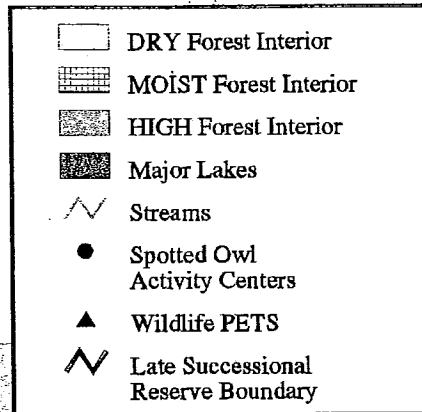 DRY Forest Interior
MOIST Forest Interior
HIGH Forest Interior
Major Lakes
Streams
Spotted Owl
Activity Centers
Wildlife PETS
Late Successional
Reserve Boundary